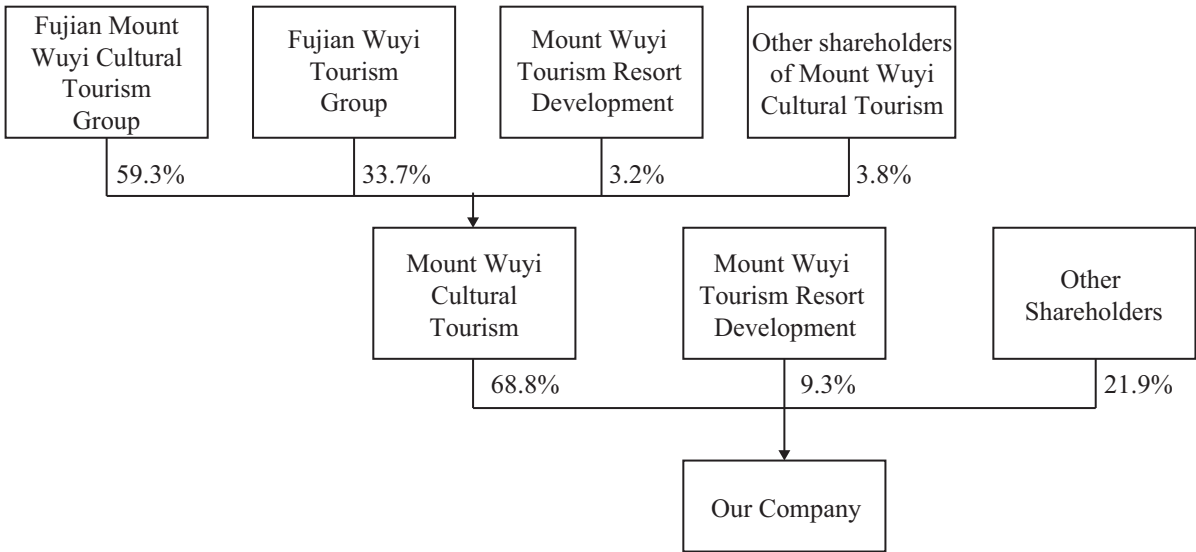 Fujian Mount
Wuyi Cultural
Tourism
Group
Fujian Wuyi
Tourism
Group
Mount Wuyi
Tourism Resort
Development
Other shareholders
of Mount Wuyi
Cultural Tourism
59.3%
33.7%
3.2%
3.8%
Mount Wuyi
Cultural
Tourism
Mount Wuyi
Tourism Resort
Development
Other
Shareholders
68.8%
9.3%
21.9%
Our Company